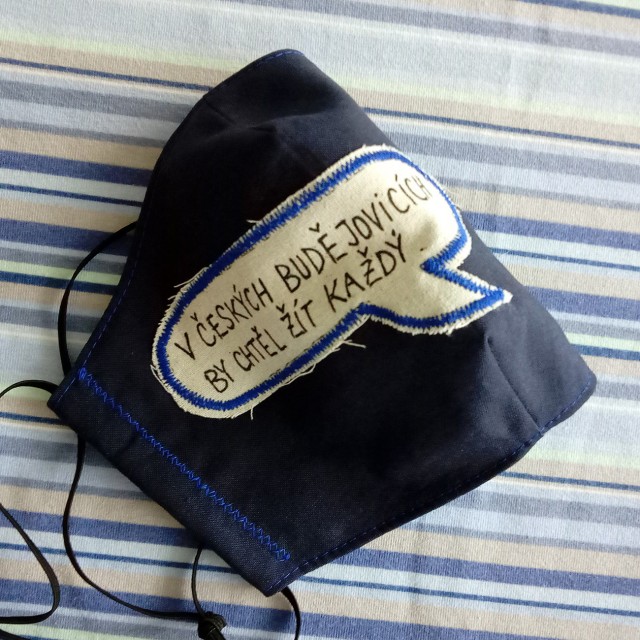 V ČESKÝCH BUDĚJOVICÍCH
BY CHTĚL ŽÍT KAŽDÝ